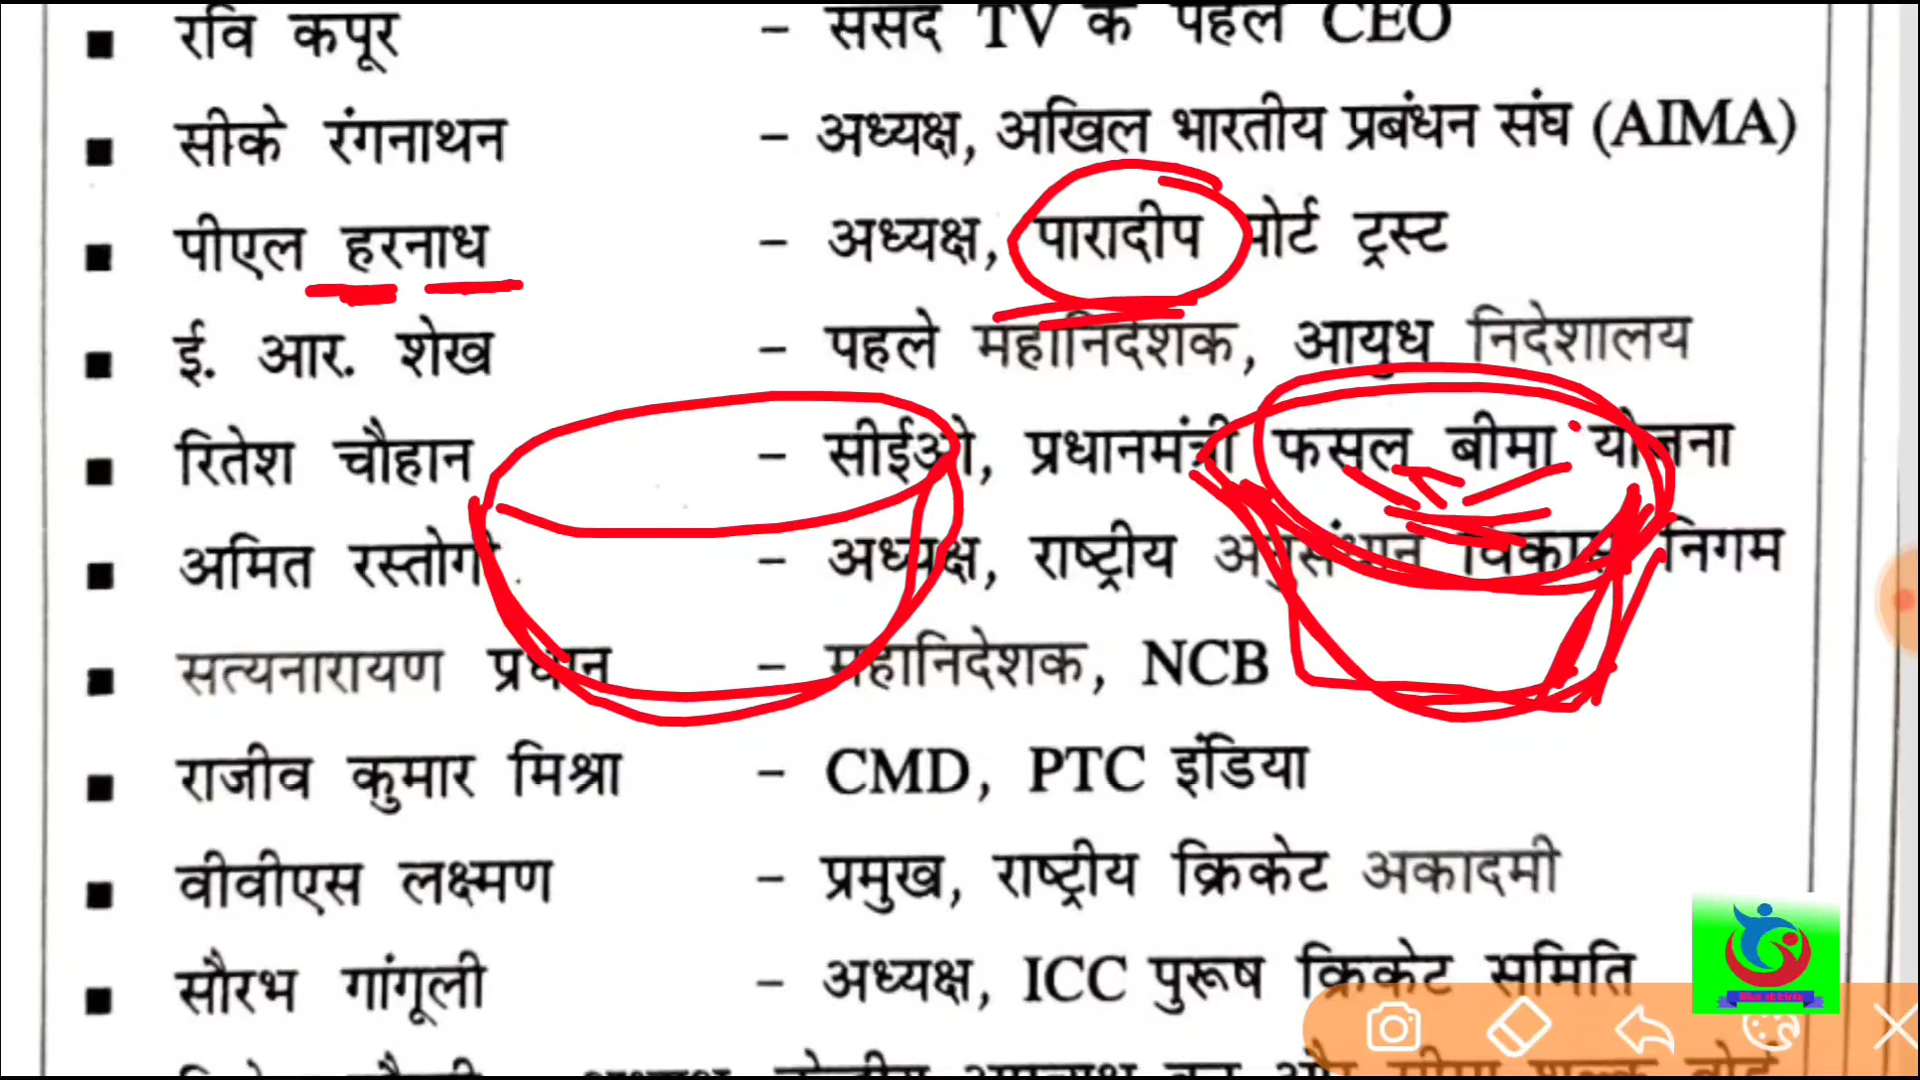 ▪ रवि कपूर – संसद TV के पहले CEO
▪ सीके रंगनाथन – अध्यक्ष, अखिल भारतीय प्रबंधन संघ (AIMA)
▪ पीएल हरनाध – अध्यक्ष, पारादीप पोर्ट ट्रस्ट
▪ ई. आर. शेख – पहले महानिदेशक, आयुध निदेशालय
▪ रितेश चौहान – सीईओ, प्रधानमंत्री फसल बीमा योजना
▪ अमित रस्तोगी – अध्यक्ष, राष्ट्रीय अनुसंधान विकास निगम
▪ सत्यनारायण प्रधान – महानिदेशक, NCB
▪ राजीव कुमार मिश्रा – CMD, PTC इंडिया
▪ वीवीएस लक्ष्मण – प्रमुख, राष्ट्रीय क्रिकेट अकादमी
▪ सौरभ गांगूली – अध्यक्ष, ICC पुरूष क्रिकेट समिति